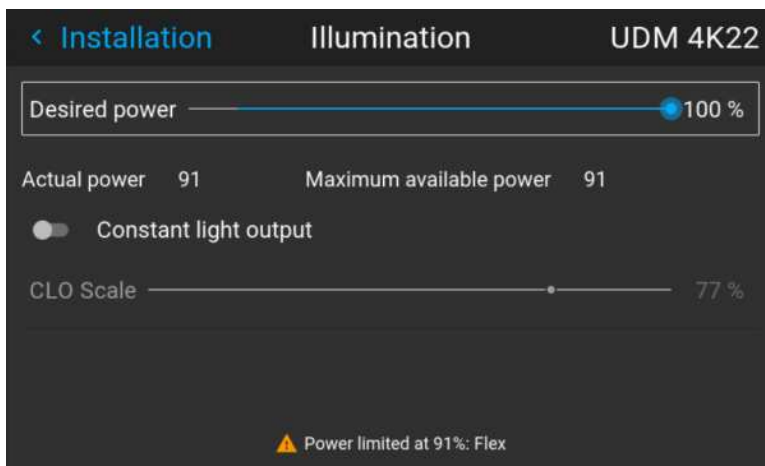 < Installation Illumination UDM 4K22
Desired power 100 %
Actual power 91 Maximum available power 91
Constant light output
CLO Scale 77 %
Power limited at 91%: Flex